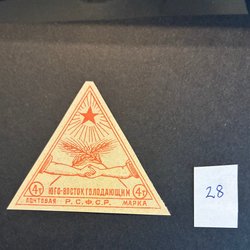 4т ЮГО-ВОСТОК ГОЛОДАЮЩИМ 4т
ПОЧТОВАЯ Р.С.Ф.С.Р. МАРКА
28